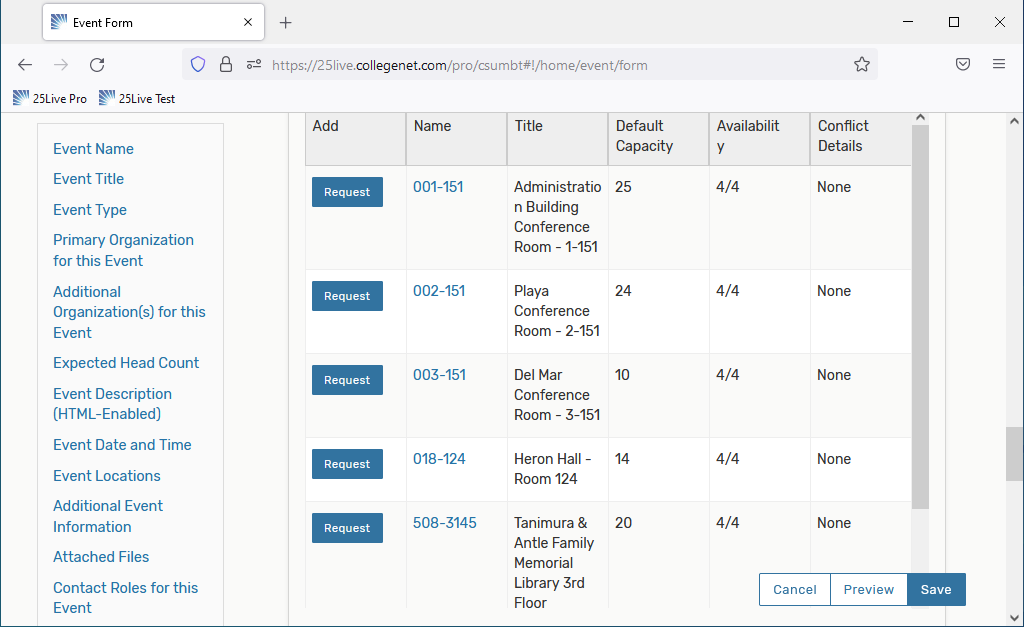 Event Form
https://25live.collegenet.com/pro/csumbt#!/home/event/form
25Live Pro
25Live Test
Event Name
Event Title
Event Type
Primary Organization
for this Event
Additional
Organization(s) for this
Event
Expected Head Count
Event Description
(HTML-Enabled)
Event Date and Time
Event Locations
Additional Event
Information
Attached Files
Contact Roles for this
Event
Add
Name
Title
Default
Capacity
Availabilit
y
Conflict
Details
Request
001-151
Administratio
n Building
Conference
Room - 1-151
25
4/4
None
Request
002-151
Playa
Conference
Room - 2-151
24
4/4
None
Request
003-151
Del Mar
Conference
Room - 3-151
10
4/4
None
Request
018-124
Heron Hall -
Room 124
14
4/4
None
Request
508-3145
Tanimura &
Antle Family
Memorial
Library 3rd
Floor
20
4/4
None
Cancel
Preview
Save